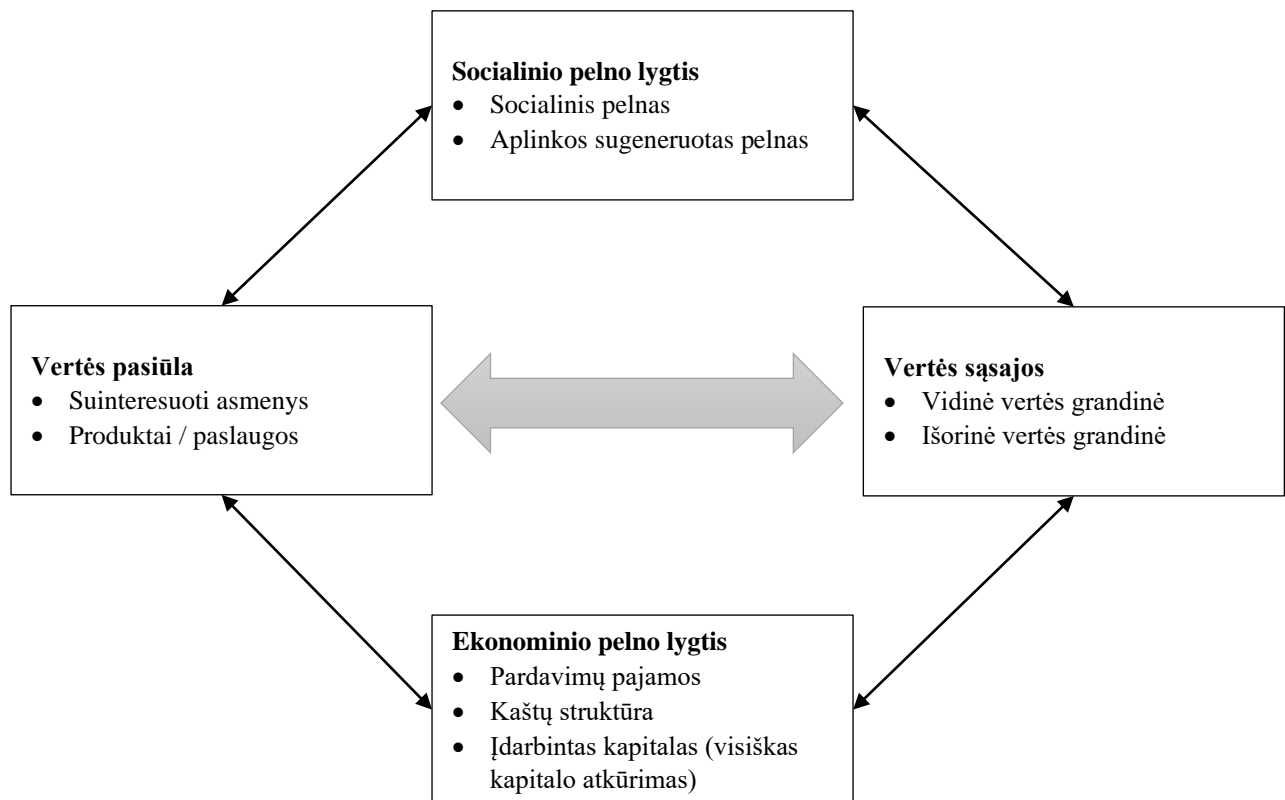 Socialinio pelno lygtis
• Socialinis pelnas
• Aplinkos sugeneruotas pelnas
Vertės pasiūla
• Suinteresuoti asmenys
• Produktai / paslaugos
Vertės sąsajos
• Vidinė vertės grandinė
• Išorinė vertės grandinė
Ekonominio pelno lygtis
• Pardavimų pajamos
• Kaštų struktūra
• Įdarbintas kapitalas (visiškas
kapitalo atkūrimas)